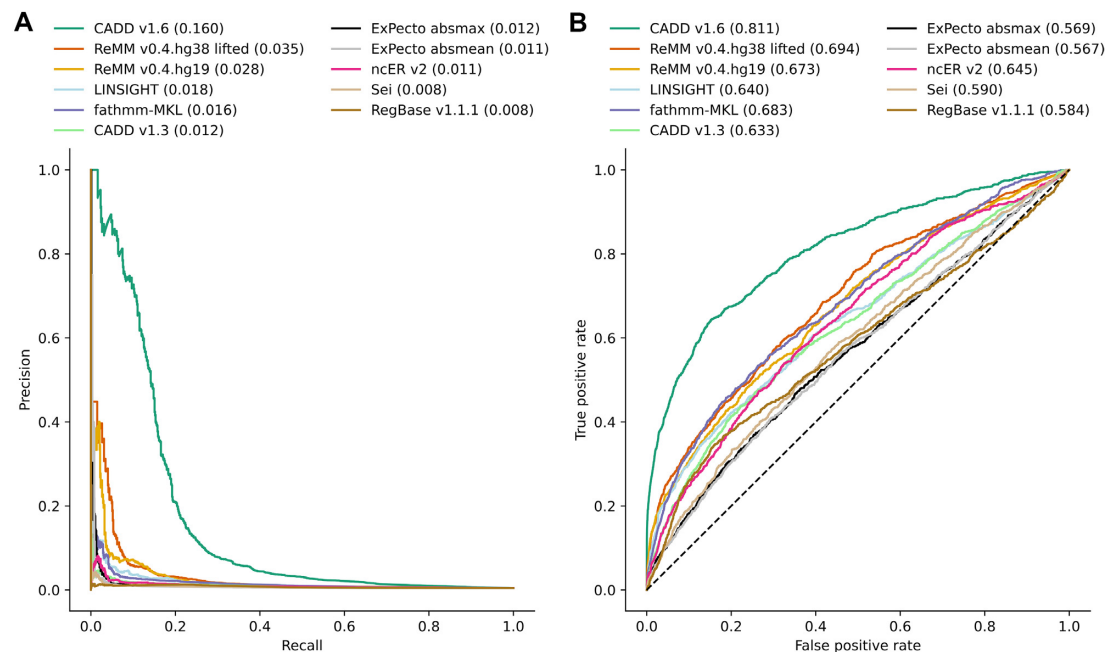 A
CADD v1.6 (0.160)
ReMM v0.4.hg38 lifted (0.035)
ReMM v0.4.hg19 (0.028)
LINSIGHT (0.018)
fathmm-MKL (0.016)
CADD v1.3 (0.012)
ExPecto absmax (0.012)
ExPecto absmean (0.011)
ncER v2 (0.011)
Sei (0.008)
RegBase v1.1.1 (0.008)
1.0
0.8
0.6
0.4
0.2
0.0
Precision
0.0 0.2 0.4 0.6 0.8 1.0
Recall
B
CADD v1.6 (0.811)
ReMM v0.4.hg38 lifted (0.694)
ReMM v0.4.hg19 (0.673)
LINSIGHT (0.640)
fathmm-MKL (0.683)
CADD v1.3 (0.633)
ExPecto absmax (0.569)
ExPecto absmean (0.567)
ncER v2 (0.645)
Sei (0.590)
RegBase v1.1.1 (0.584)
1.0
0.8
0.6
0.4
0.2
0.0
True positive rate
0.0 0.2 0.4 0.6 0.8 1.0
False positive rate